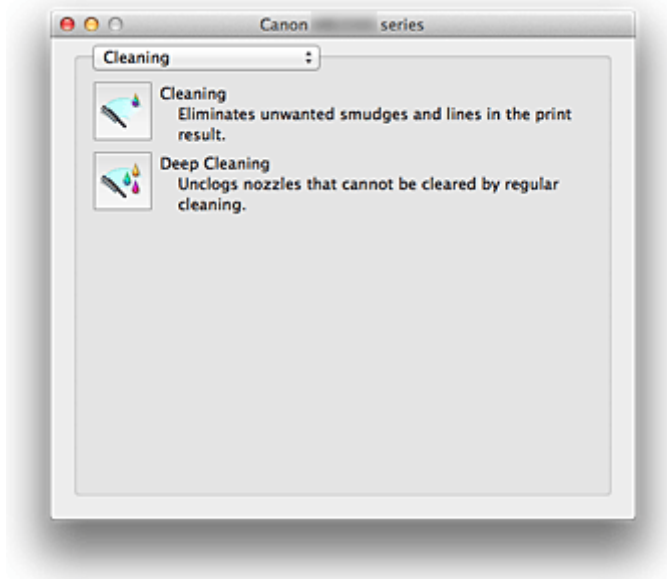 Canon series
Cleaning
Cleaning
Eliminates unwanted smudges and lines in the print
result.
Deep Cleaning
Unclogs nozzles that cannot be cleared by regular
cleaning.